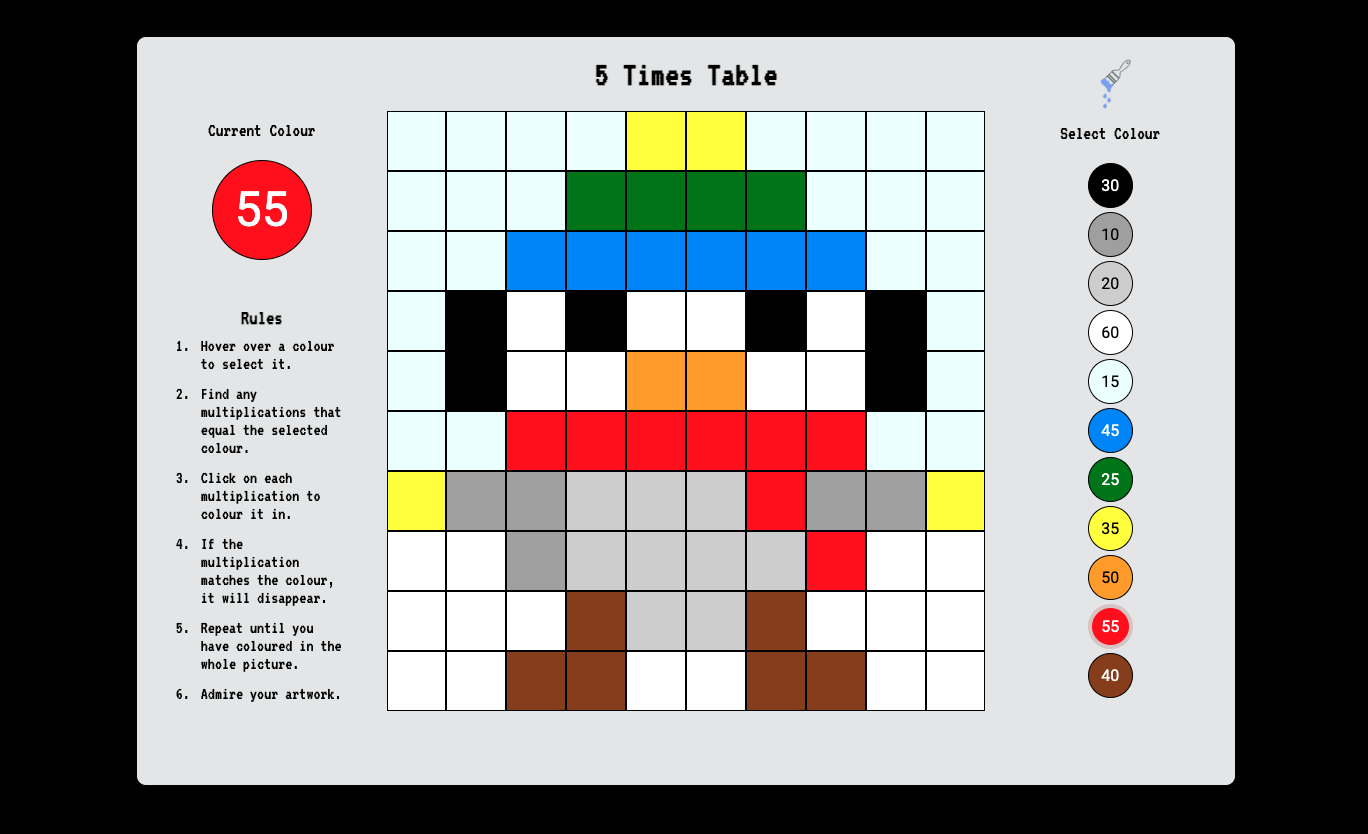 5 Times Table
Current Colour
55
Rules
1. Hover over a colour
to select it.
2. Find any
multiplications that
equal the selected
colour.
3. Click on each
multiplication to
colour it in.
4. If the
multiplication
matches the colour,
it will disappear.
5. Repeat until you
have coloured in the
whole picture.
6. Admire your artwork.
Select Colour
30
10
20
60
15
45
25
35
50
55
40